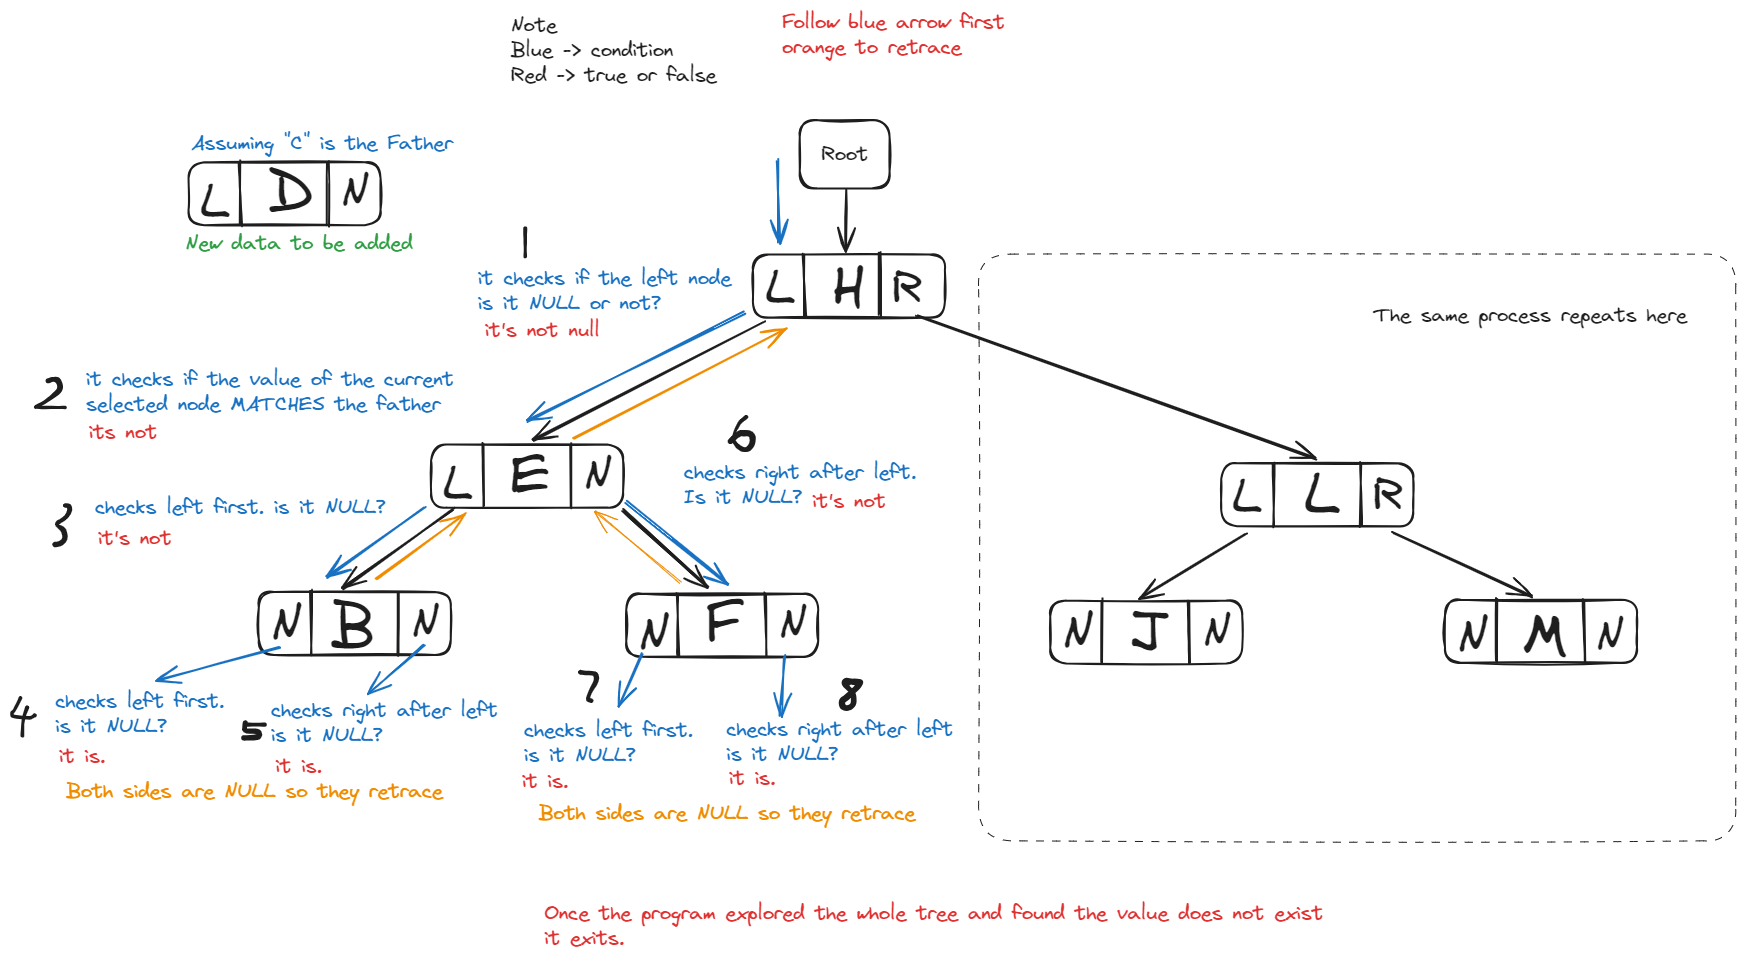 Note
Blue -> condition
Red -> true or false
Follow blue arrow first
orange to retrace
Assuming "C" is the Father
L D N
New data to be added
Root
1
it checks if the left node
is it NULL or not?
it's not null
L H R
The same process repeats here
2
it checks if the value of the current
selected node MATCHES the father
its not
6
checks right after left.
Is it NULL? it's not
L E N
L L R
3
checks left first. is it NULL?
it's not
N B N
N F N
N J N
N M N
4
checks left first.
is it NULL?
it is.
5
checks right after left
is it NULL?
it is.
Both sides are NULL so they retrace
7
checks left first.
is it NULL?
it is.
8
checks right after left
is it NULL?
it is.
Both sides are NULL so they retrace
Once the program explored the whole tree and found the value does not exist
it exits.